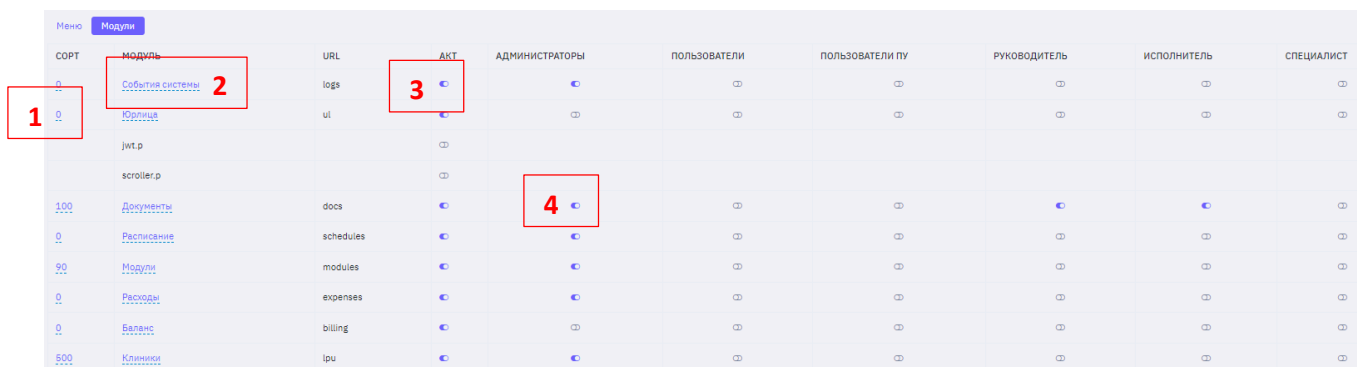 Меню Модули
СОРТ МОДУЛЬ URL АКТ АДМИНИСТРАТОРЫ ПОЛЬЗОВАТЕЛИ ПОЛЬЗОВАТЕЛИ ПУ РУКОВОДИТЕЛЬ ИСПОЛНИТЕЛЬ СПЕЦИАЛИСТ
0 События системы 2 logs 3
1 0 Юрлица ul
jwt.p
scroller.p
100 Документы docs 4
0 Расписание schedules
90 Модули modules
0 Расходы expenses
0 Баланс billing
500 Клиники lpu